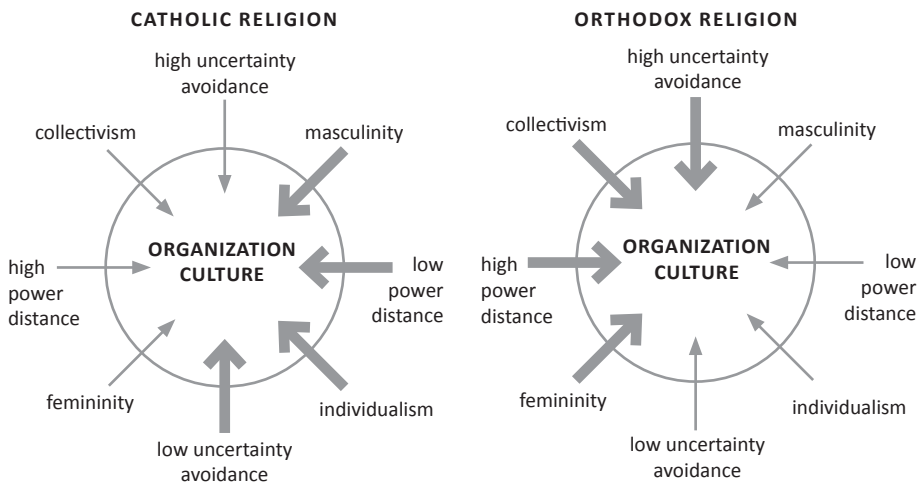 CATHOLIC RELIGION
high uncertainty
avoidance
collectivism
masculinity
ORGANIZATION
CULTURE
high
power
distance
low
power
distance
femininity
individualism
low uncertainty
avoidance
ORTHODOX RELIGION
high uncertainty
avoidance
collectivism
masculinity
ORGANIZATION
CULTURE
high
power
distance
low
power
distance
femininity
individualism
low uncertainty
avoidance